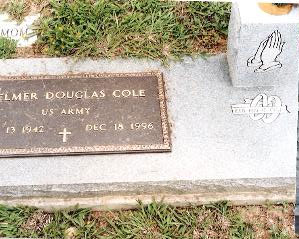 MOM
ELMER DOUGLAS COLE
US ARMY
13 1942 DEC 18 1996